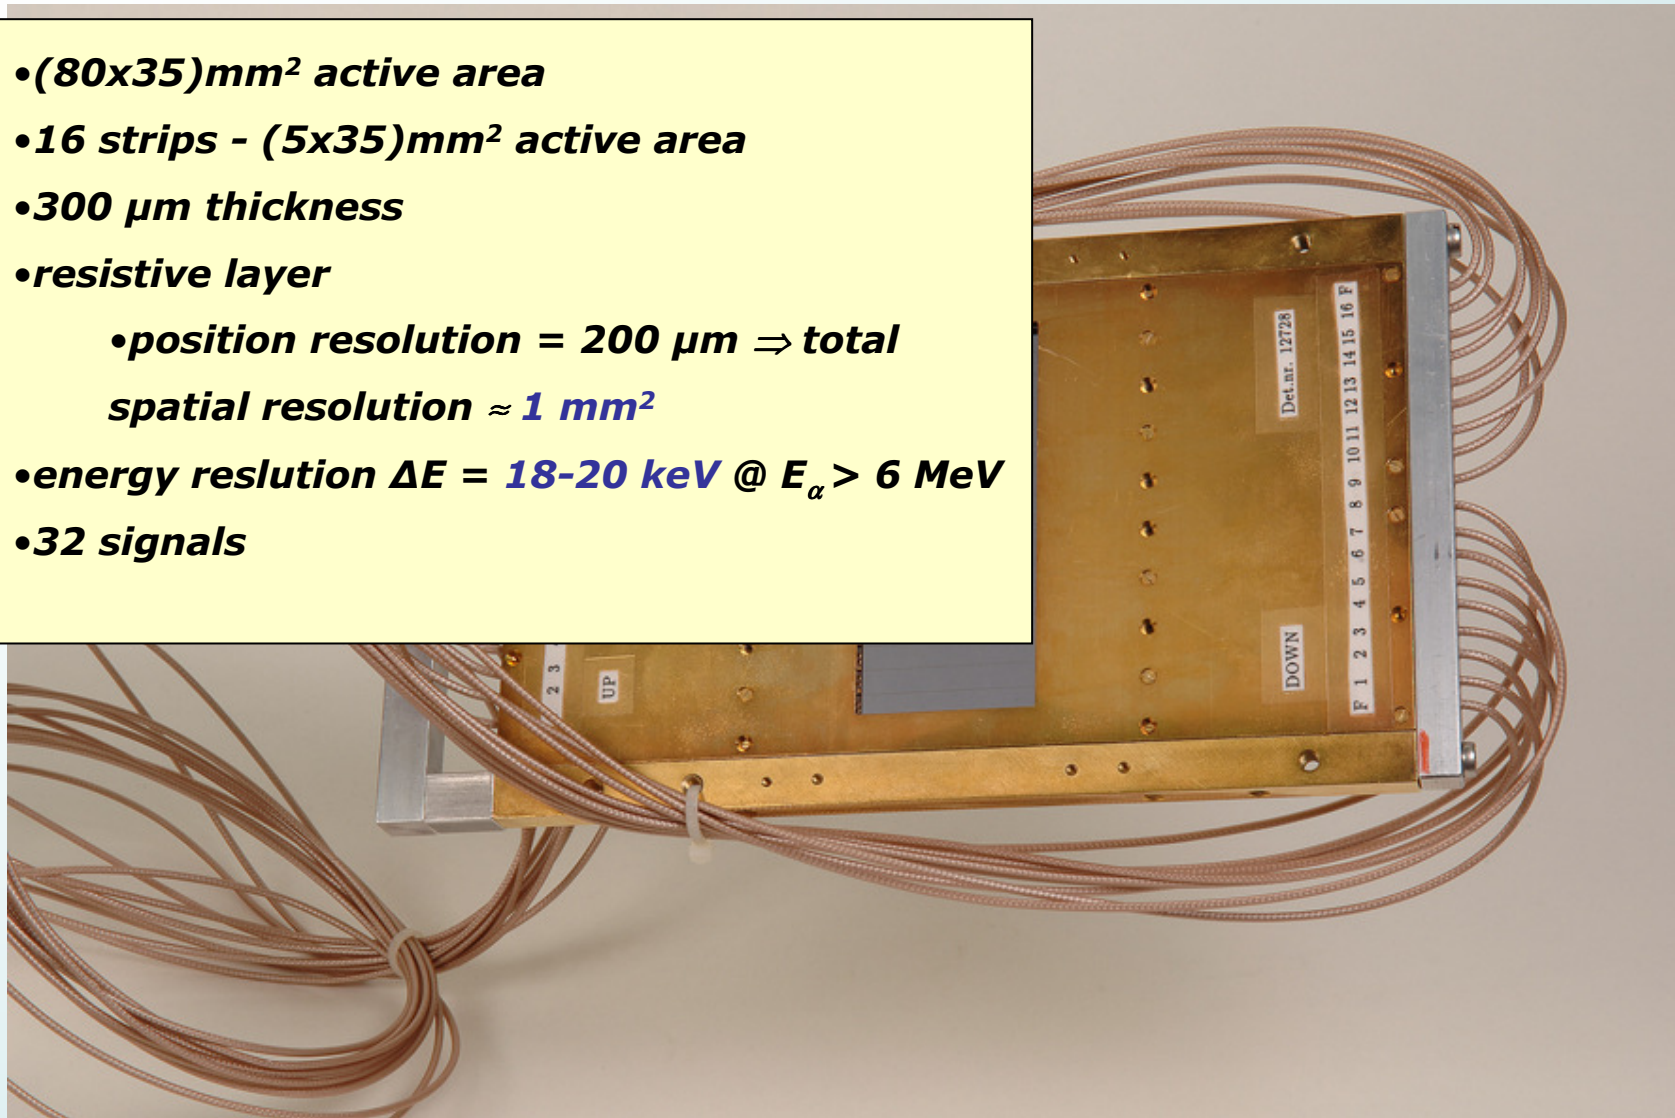 •(80x35)mm² active area
•16 strips - (5x35)mm² active area
•300 µm thickness
•resistive layer
•position resolution = 200 µm ⇒ total
spatial resolution ≈ 1 mm²
•energy reslution ΔE = 18-20 keV @ Eα > 6 MeV
•32 signals
Det.nr. 12728
F 1 2 3 4 5 6 7 8 9 10 11 12 13 14 15 16 F
DOWN
UP
2 3